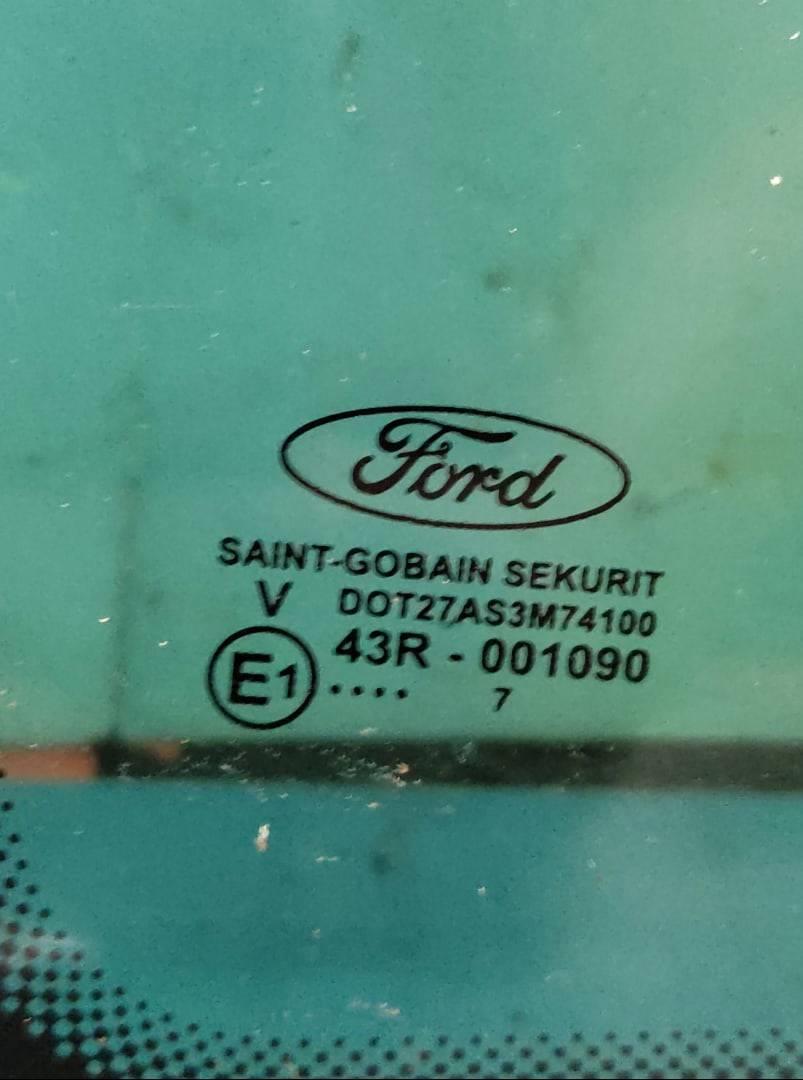 Ford
SAINT-GOBAIN SEKURIT
V DOT27AS3M74100
E1 43R - 001090
.... 7